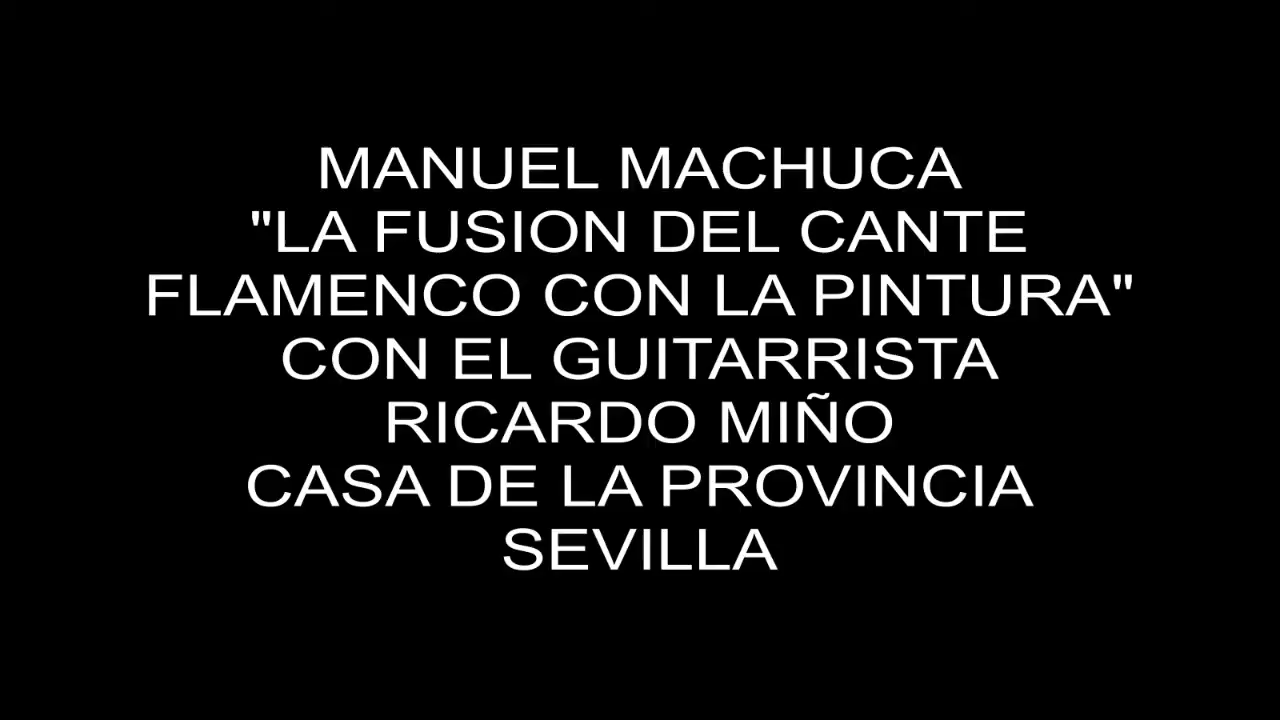 MANUEL MACHUCA
"LA FUSION DEL CANTE
FLAMENCO CON LA PINTURA"
CON EL GUITARRISTA
RICARDO MIÑO
CASA DE LA PROVINCIA
SEVILLA